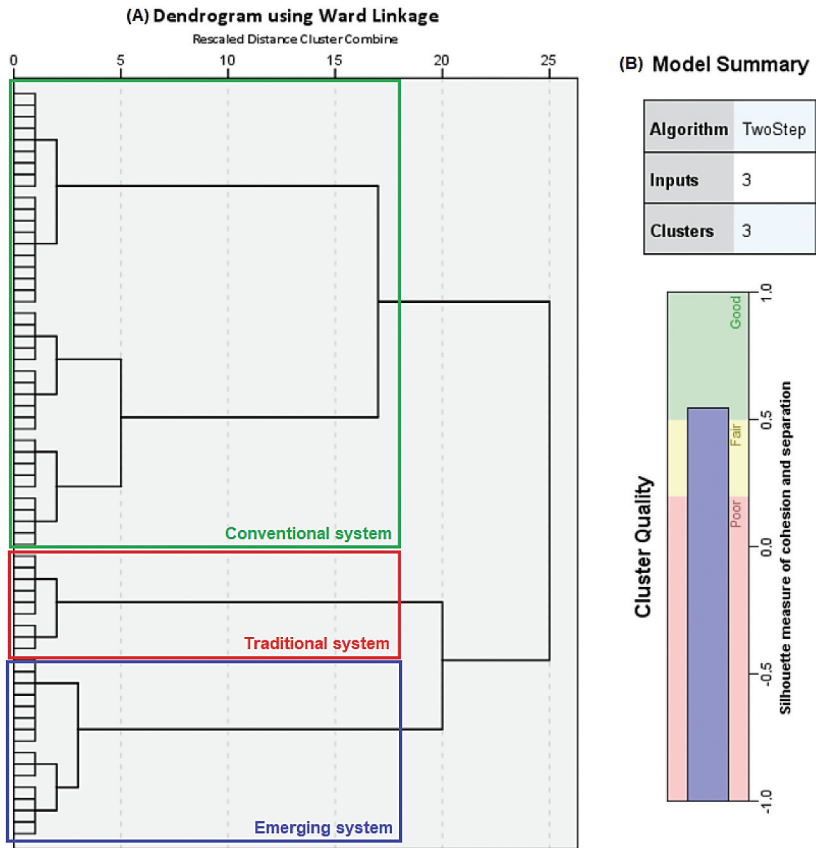 (A) Dendrogram using Ward Linkage
Rescaled Distance Cluster Combine
0 5 10 15 20 25
Conventional system
Traditional system
Emerging system
(B) Model Summary
Algorithm TwoStep
Inputs 3
Clusters 3
Cluster Quality
Good
Fair
Poor
1.0
0.5
0.0
-0.5
-1.0
Silhouette measure of cohesion and separation